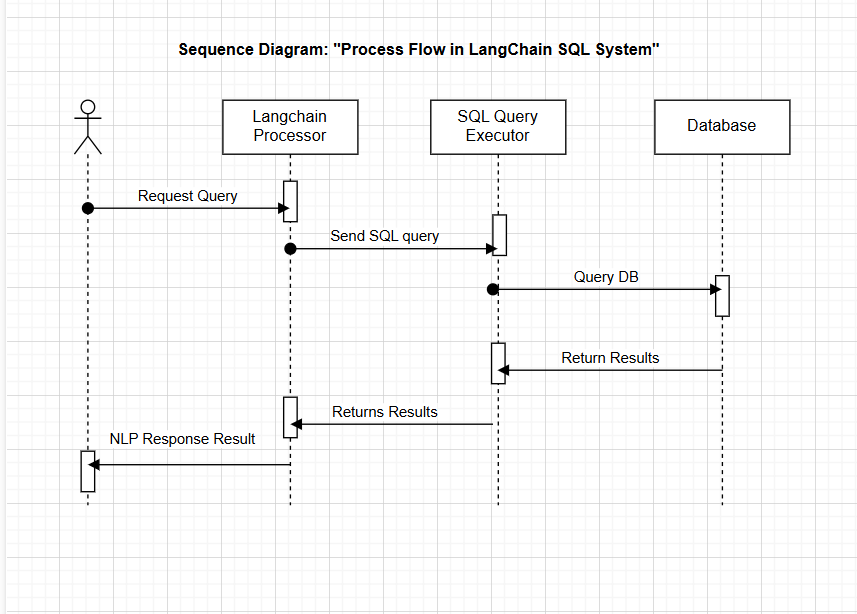 Sequence Diagram: "Process Flow in LangChain SQL System"
Langchain
Processor
SQL Query
Executor
Database
Request Query
Send SQL query
Query DB
Return Results
Returns Results
NLP Response Result